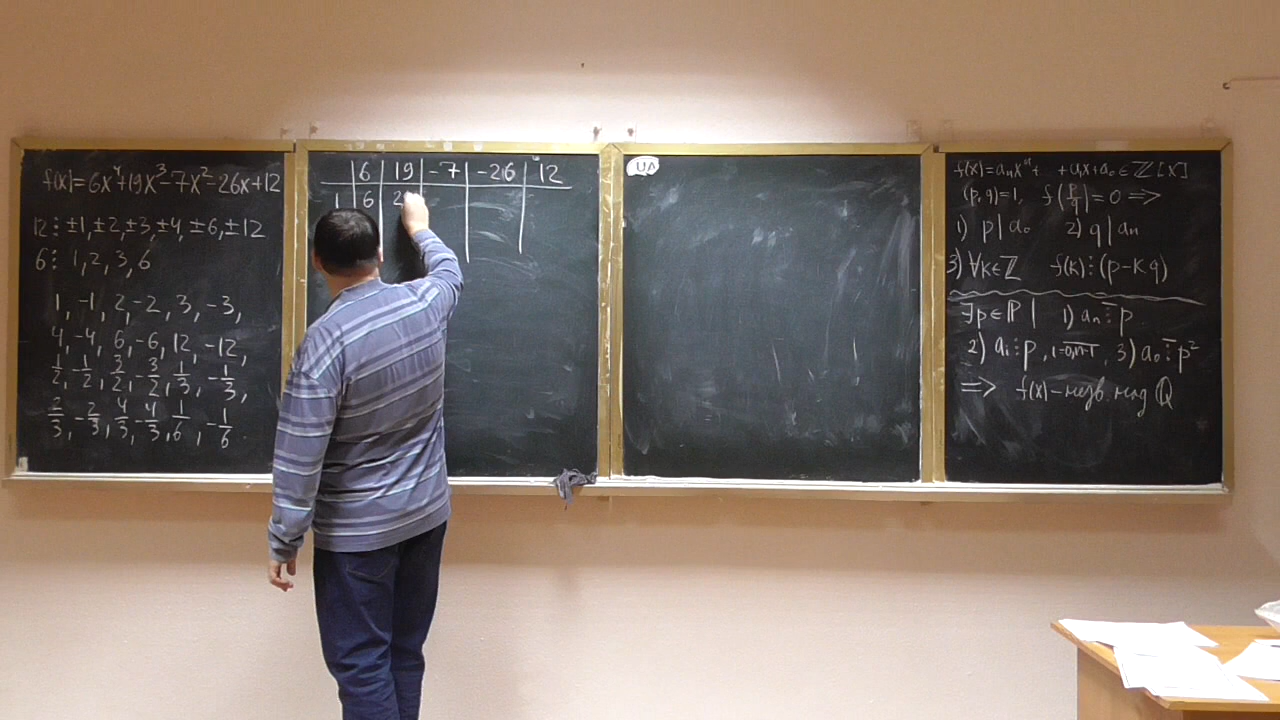 f(x)=6x⁴+19x³-7x²-26x+12
12⋮ ±1,±2,±3,±4,±6,±12
6⋮ 1,2,3,6
1,-1,2,-2,3,-3,
4,-4,6,-6,12,-12,
1/2,-1/2,3/2,-3/2,1/3,-1/3,
2/3,-2/3,4/3,-4/3,1/6,-1/6.
6 19 -7 -26 12
1 6 2
UA
f(x)=aₙxⁿ+ +a₁x+a₀∈ℤ[x]
(p,q)=1, f(p/q)=0 ⇒
1) p|a₀ 2) q|aₙ
3) ∀k∈ℤ f(k)⋮(p-kq)
∃p∈ℙ| 1) aₙ ⋮̅ p
2) aᵢ⋮p, i=0,n-1, 3) a₀ ⋮̅ p²
⇒ f(x)-незв. над ℚ